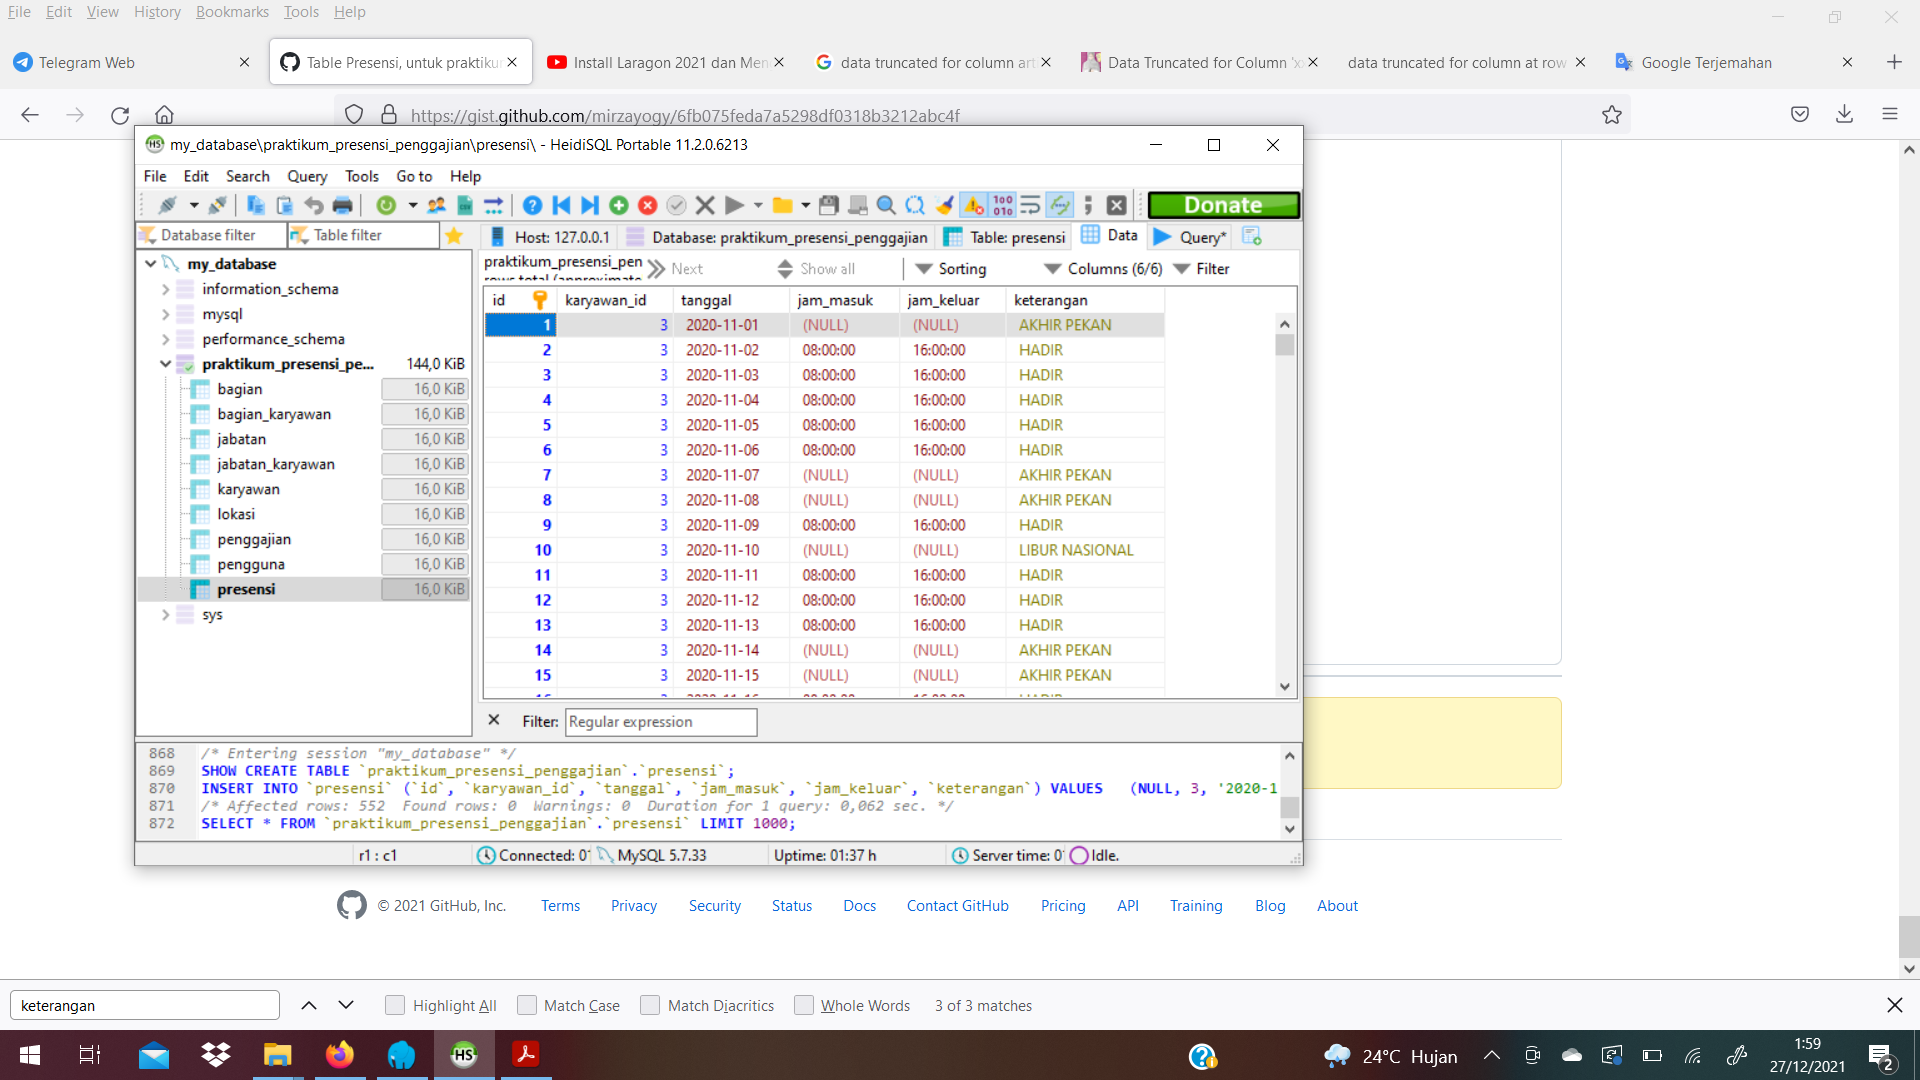 File Edit View History Bookmarks Tools Help
Telegram Web
Table Presensi, untuk praktiku
Install Laragon 2021 dan Men
data truncated for column art
Data Truncated for Column 'x
data truncated for column at row
Google Terjemahan
https://gist.github.com/mirzayogy/6fb075feda7a5298df0318b3212abc4f
my_database\praktikum_presensi_penggajian\presensi\ - HeidiSQL Portable 11.2.0.6213
File Edit Search Query Tools Go to Help
Donate
Database filter Table filter
Host: 127.0.0.1 Database: praktikum_presensi_penggajian Table: presensi Data Query*
my_database
information_schema
mysql
performance_schema
praktikum_presensi_pe... 144,0 KiB
bagian 16,0 KiB
bagian_karyawan 16,0 KiB
jabatan 16,0 KiB
jabatan_karyawan 16,0 KiB
karyawan 16,0 KiB
lokasi 16,0 KiB
penggajian 16,0 KiB
pengguna 16,0 KiB
presensi 16,0 KiB
sys
praktikum_presensi_pen Next Show all Sorting Columns (6/6) Filter
rows total (approximate
id karyawan_id tanggal jam_masuk jam_keluar keterangan
1 3 2020-11-01 (NULL) (NULL) AKHIR PEKAN
2 3 2020-11-02 08:00:00 16:00:00 HADIR
3 3 2020-11-03 08:00:00 16:00:00 HADIR
4 3 2020-11-04 08:00:00 16:00:00 HADIR
5 3 2020-11-05 08:00:00 16:00:00 HADIR
6 3 2020-11-06 08:00:00 16:00:00 HADIR
7 3 2020-11-07 (NULL) (NULL) AKHIR PEKAN
8 3 2020-11-08 (NULL) (NULL) AKHIR PEKAN
9 3 2020-11-09 08:00:00 16:00:00 HADIR
10 3 2020-11-10 (NULL) (NULL) LIBUR NASIONAL
11 3 2020-11-11 08:00:00 16:00:00 HADIR
12 3 2020-11-12 08:00:00 16:00:00 HADIR
13 3 2020-11-13 08:00:00 16:00:00 HADIR
14 3 2020-11-14 (NULL) (NULL) AKHIR PEKAN
15 3 2020-11-15 (NULL) (NULL) AKHIR PEKAN
Filter: Regular expression
868 /* Entering session "my_database" */
869 SHOW CREATE TABLE `praktikum_presensi_penggajian`.`presensi`;
870 INSERT INTO `presensi` (`id`, `karyawan_id`, `tanggal`, `jam_masuk`, `jam_keluar`, `keterangan`) VALUES (NULL, 3, '2020-1
871 /* Affected rows: 552 Found rows: 0 Warnings: 0 Duration for 1 query: 0,062 sec. */
872 SELECT * FROM `praktikum_presensi_penggajian`.`presensi` LIMIT 1000;
r1 : c1 Connected: 0 MySQL 5.7.33 Uptime: 01:37 h Server time: 0 Idle.
© 2021 GitHub, Inc. Terms Privacy Security Status Docs Contact GitHub Pricing API Training Blog About
keterangan Highlight All Match Case Match Diacritics Whole Words 3 of 3 matches
HS
24°C Hujan
1:59
27/12/2021
2